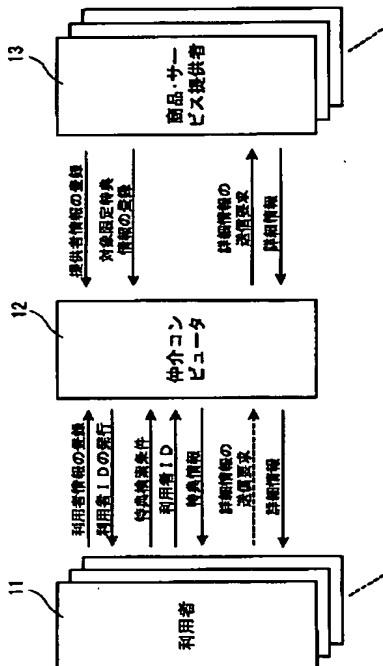 11
利用者
利用者情報の登録
利用者IDの発行
特典検索条件
利用者ID
特典情報
詳細情報の
送信要求
詳細情報
12
仲介コン
ピュータ
提供者情報の登録
対象限定特典
情報の登録
詳細情報の
送信要求
詳細情報
13
商品・サー
ビス提供者